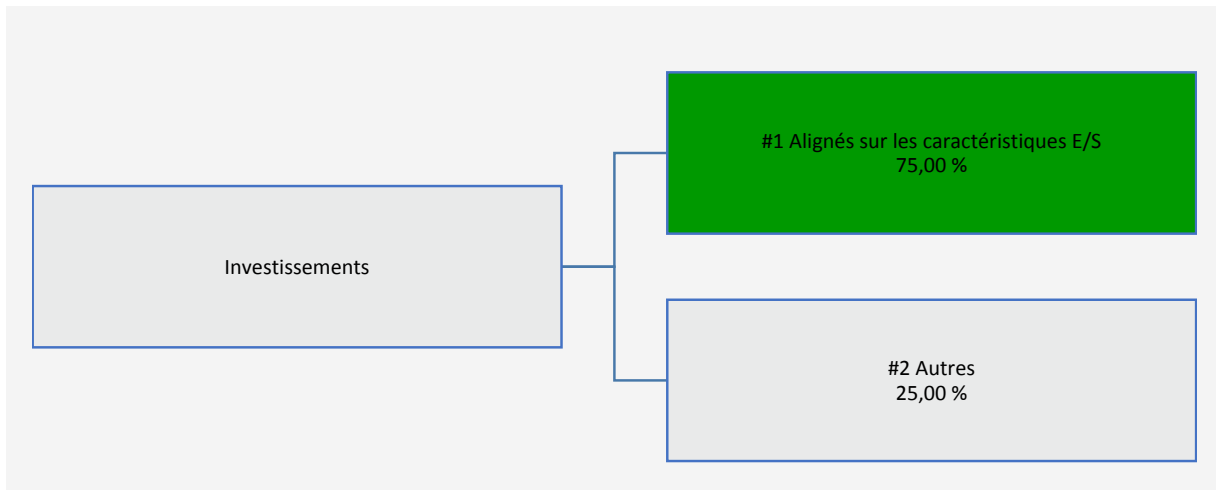 Investissements
#1 Alignés sur les caractéristiques E/S
75,00 %
#2 Autres
25,00 %